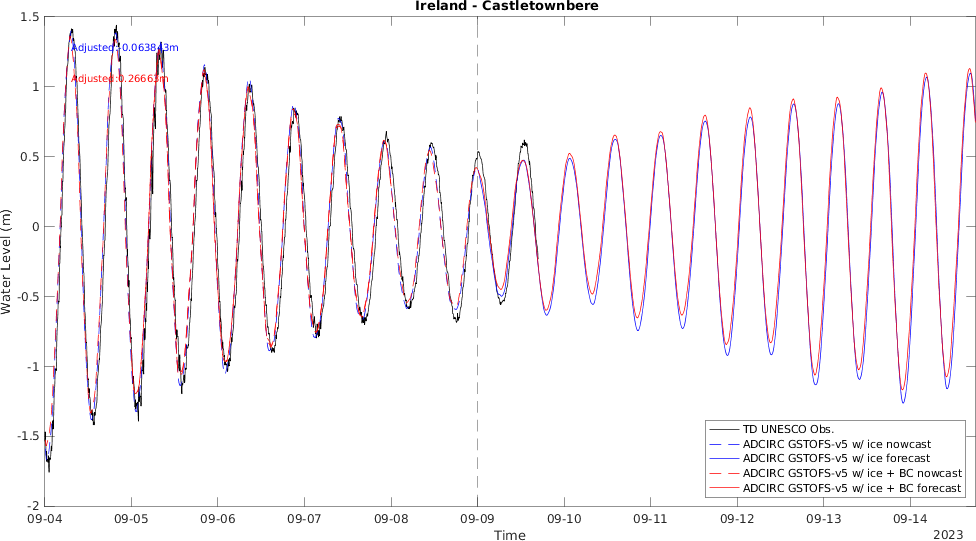 Ireland - Castletownbere
1.5
1
0.5
0
-0.5
-1
-1.5
-2
Water Level (m)
Adjusted:
Adjusted:0.26663m
TD UNESCO Obs.
ADCIRC GSTOFS-v5 w/ ice nowcast
ADCIRC GSTOFS-v5 w/ ice forecast
ADCIRC GSTOFS-v5 w/ ice + BC nowcast
ADCIRC GSTOFS-v5 w/ ice + BC forecast
09-04 09-05 09-06 09-07 09-08 09-09 09-10 09-11 09-12 09-13 09-14
Time
2023